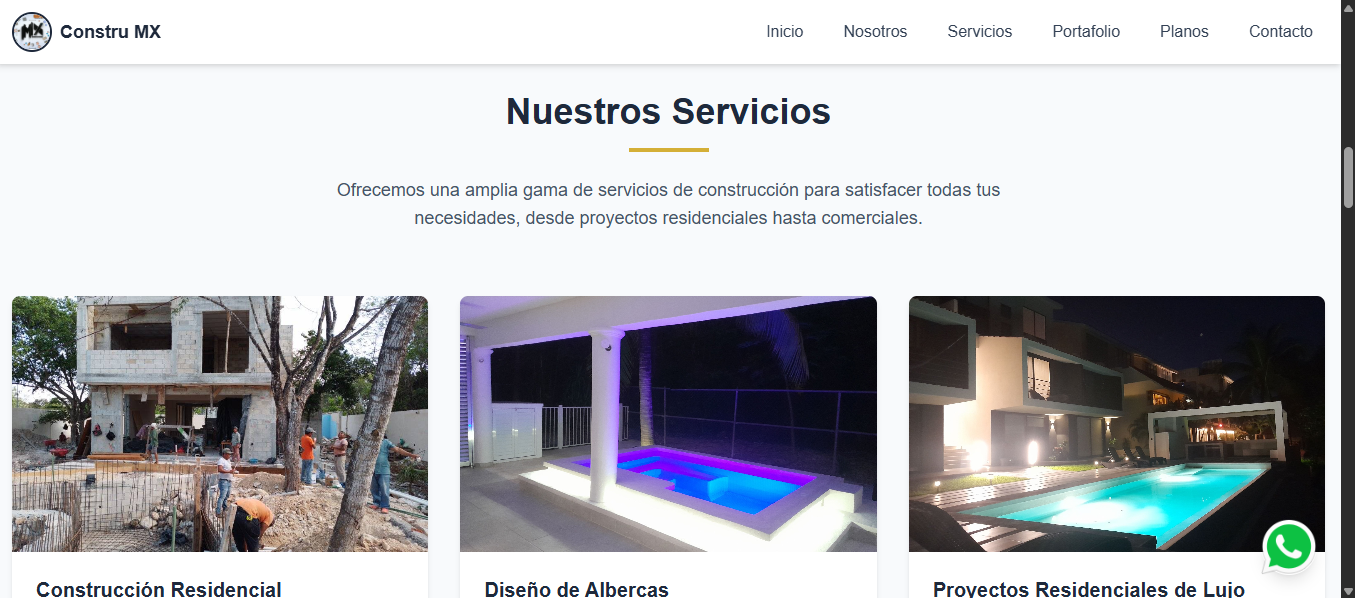 MX
Constru MX
Inicio
Nosotros
Servicios
Portafolio
Planos
Contacto
Nuestros Servicios
Ofrecemos una amplia gama de servicios de construcción para satisfacer todas tus
necesidades, desde proyectos residenciales hasta comerciales.
Construcción Residencial
Diseño de Albercas
Proyectos Residenciales de Lujo